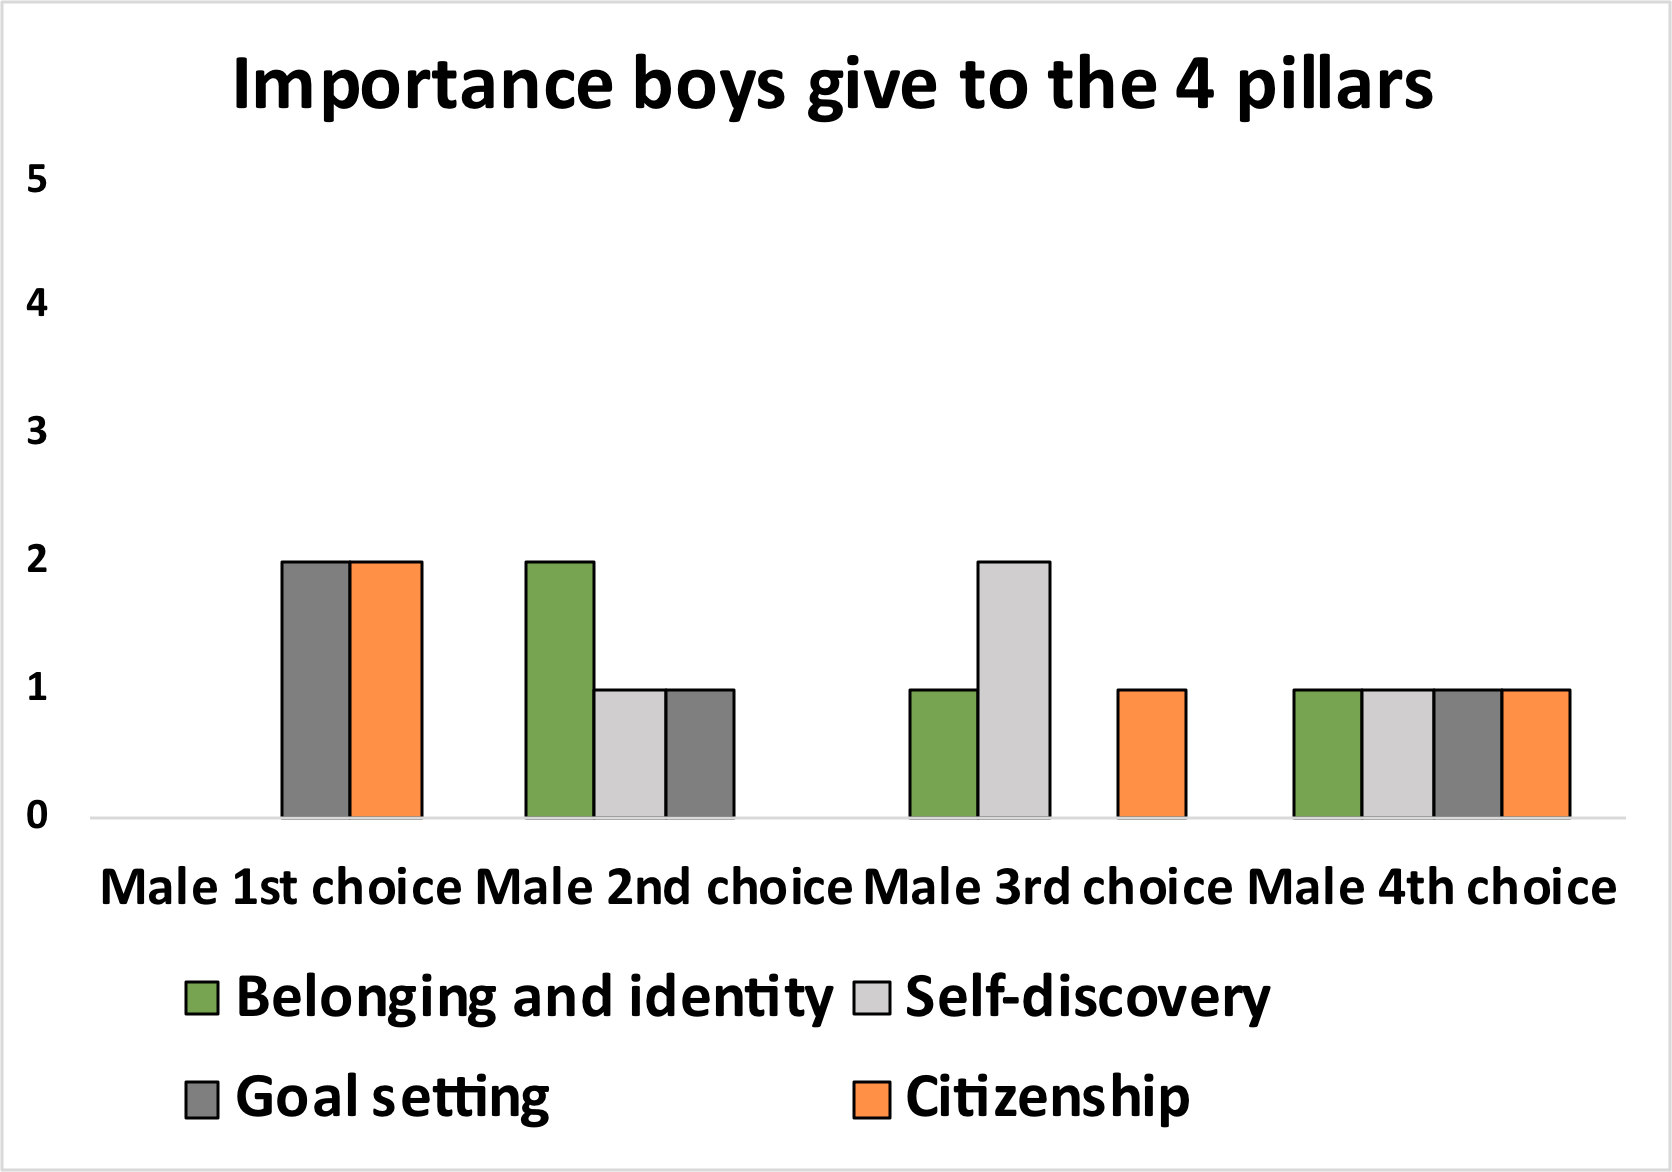 Importance boys give to the 4 pillars
5
4
3
2
1
0
Male 1st choice Male 2nd choice Male 3rd choice Male 4th choice
Belonging and identity Self-discovery
Goal setting Citizenship